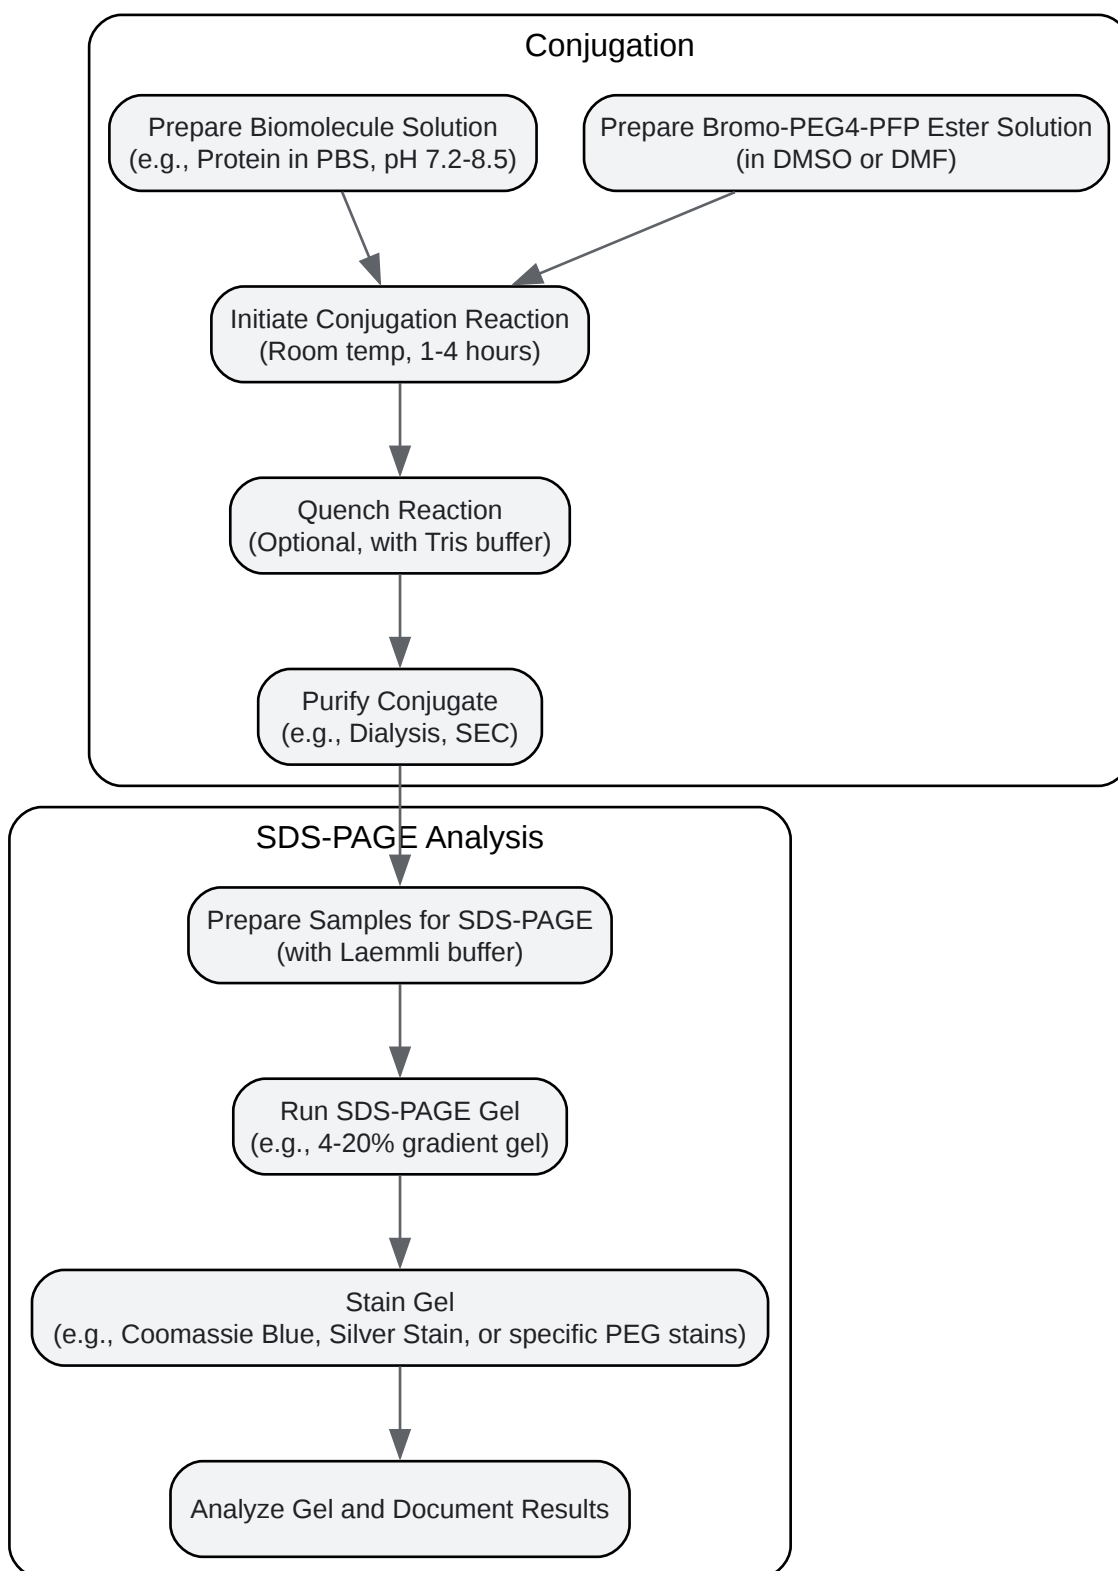 Conjugation
Prepare Biomolecule Solution
(e.g., Protein in PBS, pH 7.2-8.5)
Prepare Bromo-PEG4-PFP Ester Solution
(in DMSO or DMF)
Initiate Conjugation Reaction
(Room temp, 1-4 hours)
Quench Reaction
(Optional, with Tris buffer)
Purify Conjugate
(e.g., Dialysis, SEC)
SDS-PAGE Analysis
Prepare Samples for SDS-PAGE
(with Laemmli buffer)
Run SDS-PAGE Gel
(e.g., 4-20% gradient gel)
Stain Gel
(e.g., Coomassie Blue, Silver Stain, or specific PEG stains)
Analyze Gel and Document Results